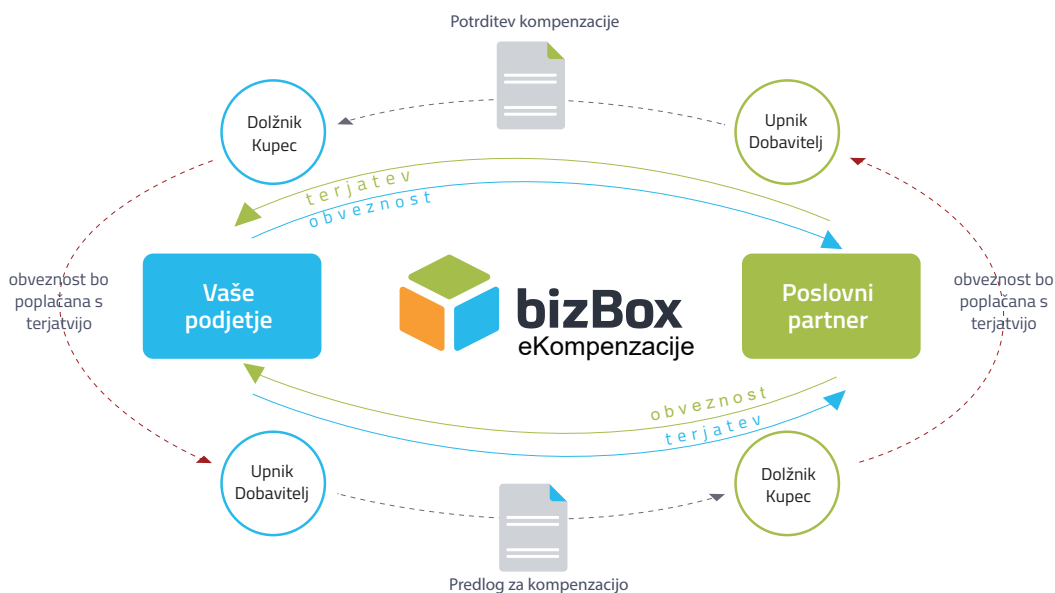 Potrditev kompenzacije
Dolžnik
Kupec
Upnik
Dobavitelj
terjatev
obveznost
obveznost bo
poplačana s
terjatvijo
Vaše
podjetje
bizBox
eKompenzacije
Poslovni
partner
obveznost bo
poplačana s
terjatvijo
obveznost
terjatev
Upnik
Dobavitelj
Dolžnik
Kupec
Predlog za kompenzacijo